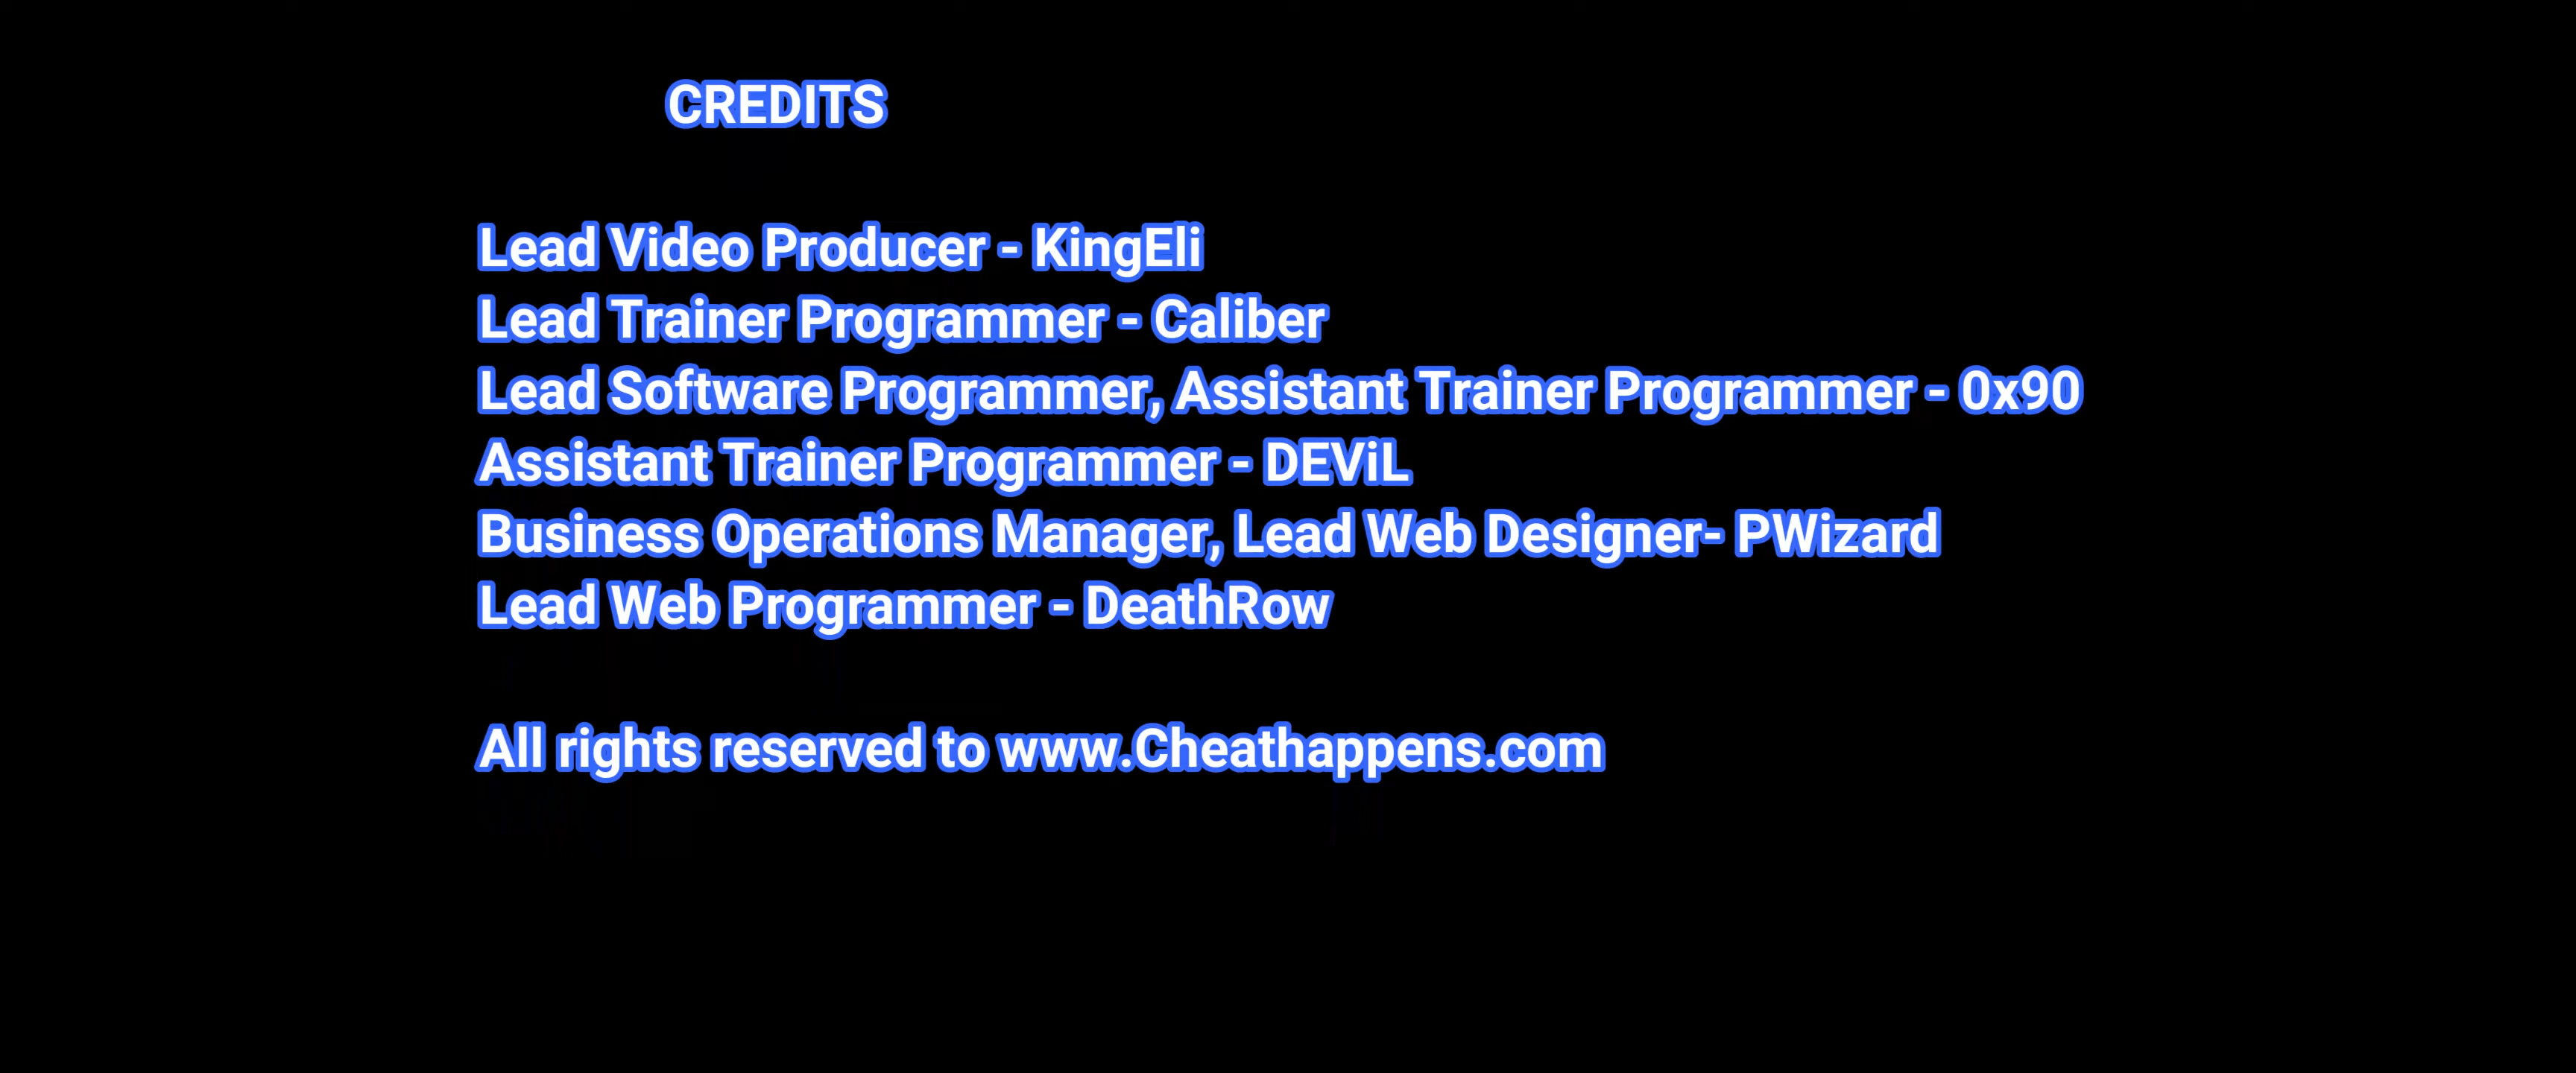 CREDITS
Lead Video Producer - KingEli
Lead Trainer Programmer - Caliber
Lead Software Programmer, Assistant Trainer Programmer - 0x90
Assistant Trainer Programmer - DEViL
Business Operations Manager, Lead Web Designer- PWizard
Lead Web Programmer - DeathRow
All rights reserved to www.Cheathappens.com